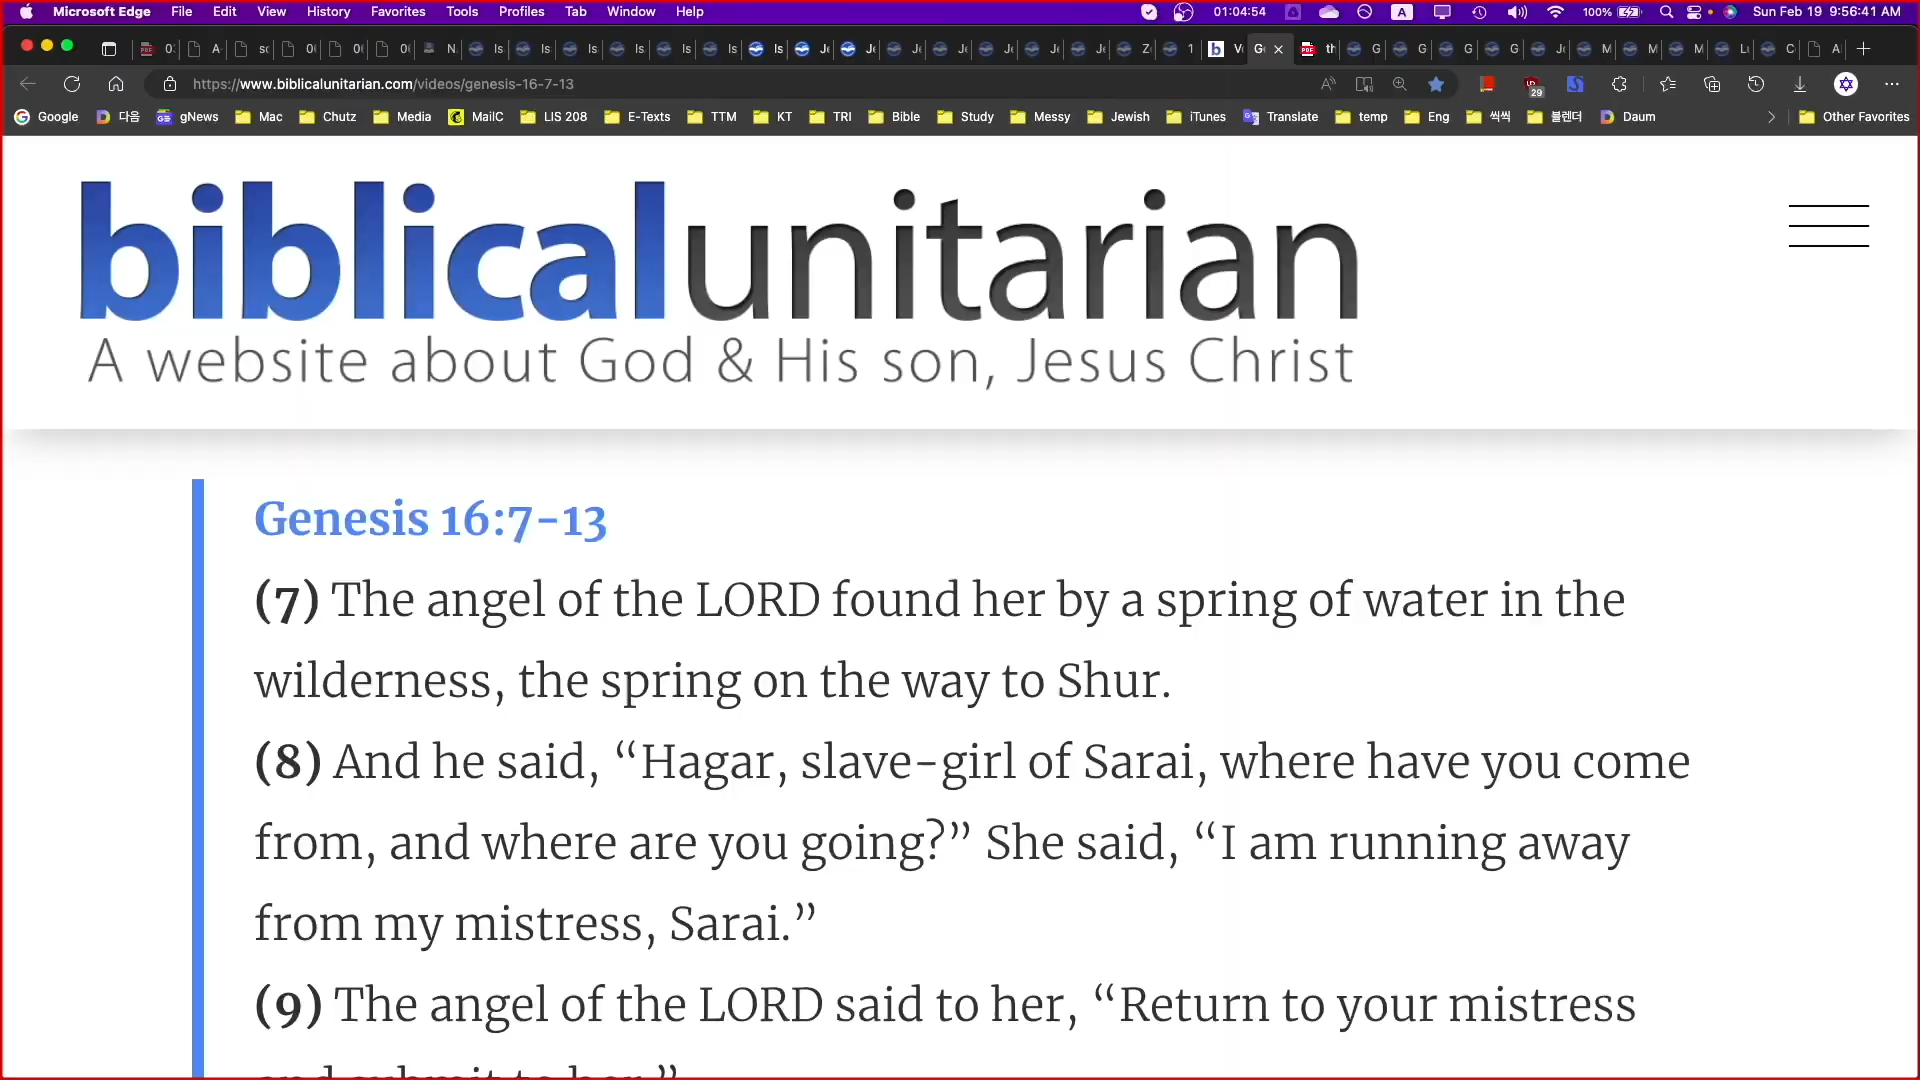 Microsoft Edge File Edit View History Favorites Tools Profiles Tab Window Help 01:04:54 A 100% Sun Feb 19 9:56:41 AM
https://www.biblicalunitarian.com/videos/genesis-16-7-13 29
Google 다음 gNews Mac Chutz Media MailC LIS 208 E-Texts TTM KT TRI Bible Study Messy Jewish iTunes Translate temp Eng 씩씩 불렌더 Daum Other Favorites
biblicalunitarian
A website about God & His son, Jesus Christ
Genesis 16:7-13
(7) The angel of the LORD found her by a spring of water in the
wilderness, the spring on the way to Shur.
(8) And he said, “Hagar, slave-girl of Sarai, where have you come
from, and where are you going?” She said, “I am running away
from my mistress, Sarai.”
(9) The angel of the LORD said to her, “Return to your mistress
and submit to her.”